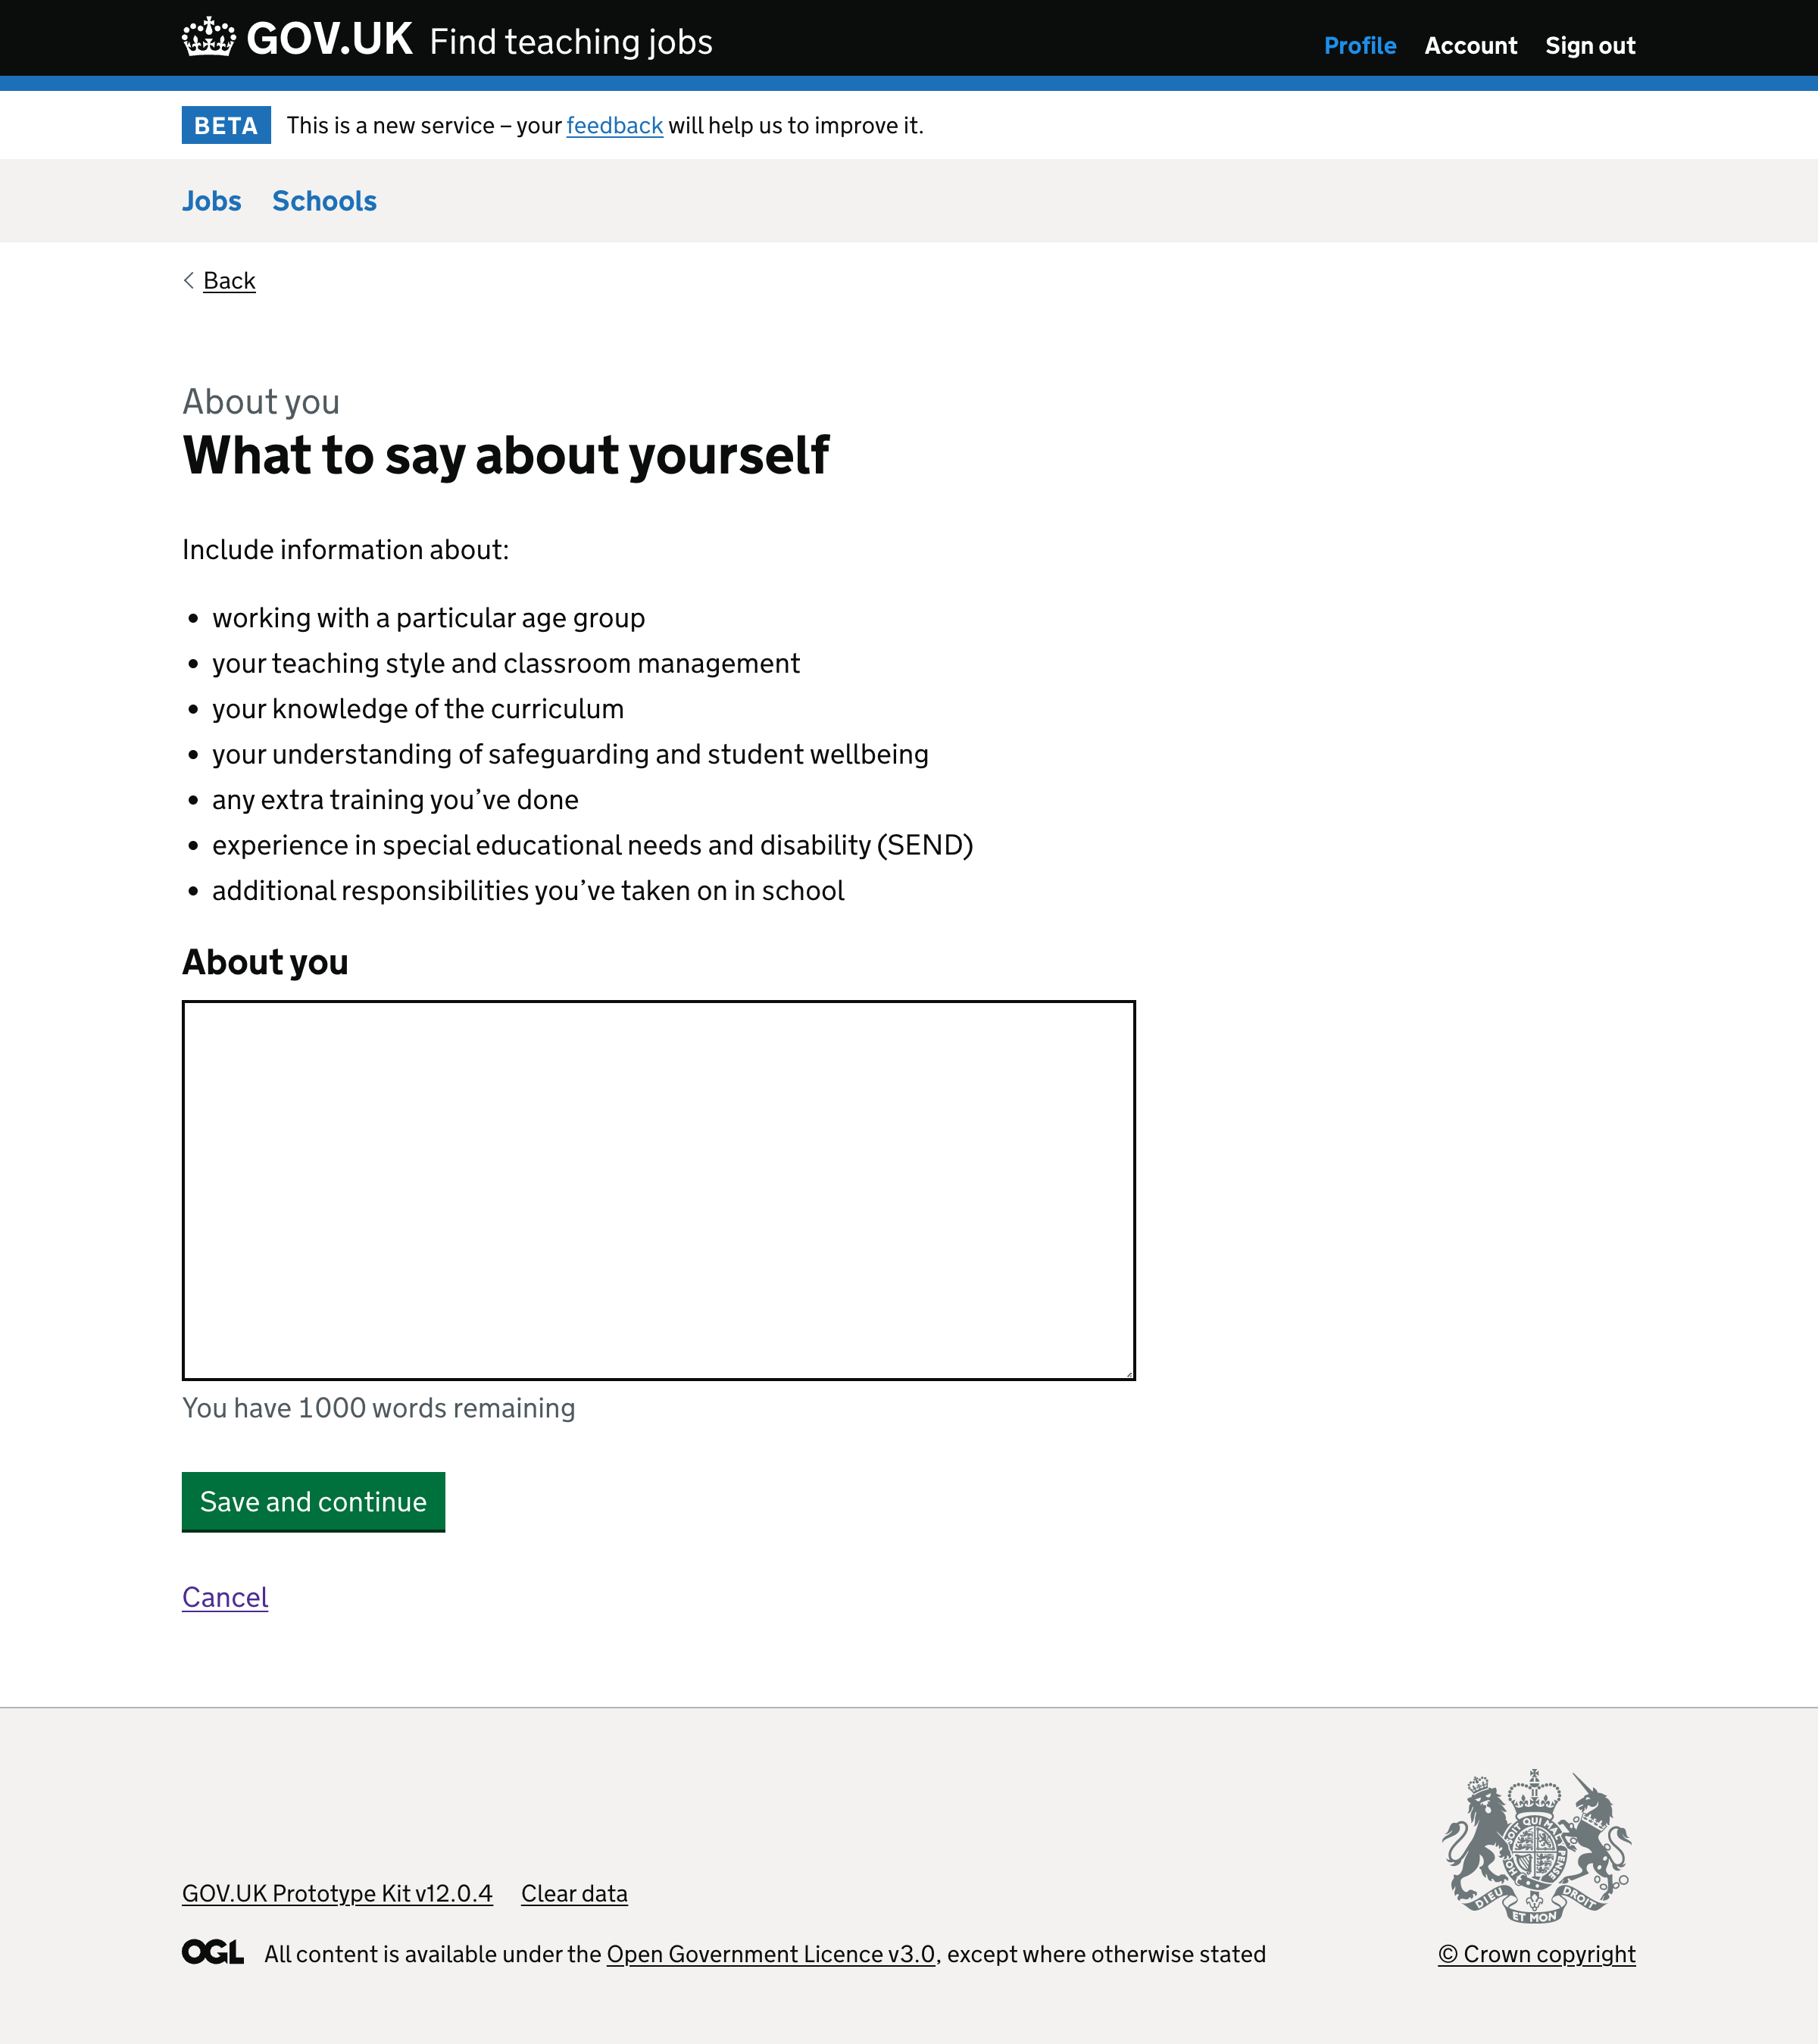 GOV.UK Find teaching jobs
Profile Account Sign out
BETA This is a new service – your feedback will help us to improve it.
Jobs Schools
Back
About you
What to say about yourself
Include information about:
• working with a particular age group
• your teaching style and classroom management
• your knowledge of the curriculum
• your understanding of safeguarding and student wellbeing
• any extra training you’ve done
• experience in special educational needs and disability (SEND)
• additional responsibilities you’ve taken on in school
About you
You have 1000 words remaining
Save and continue
Cancel
GOV.UK Prototype Kit v12.0.4 Clear data
DIEU ET MON DROIT
OGL All content is available under the Open Government Licence v3.0, except where otherwise stated
© Crown copyright